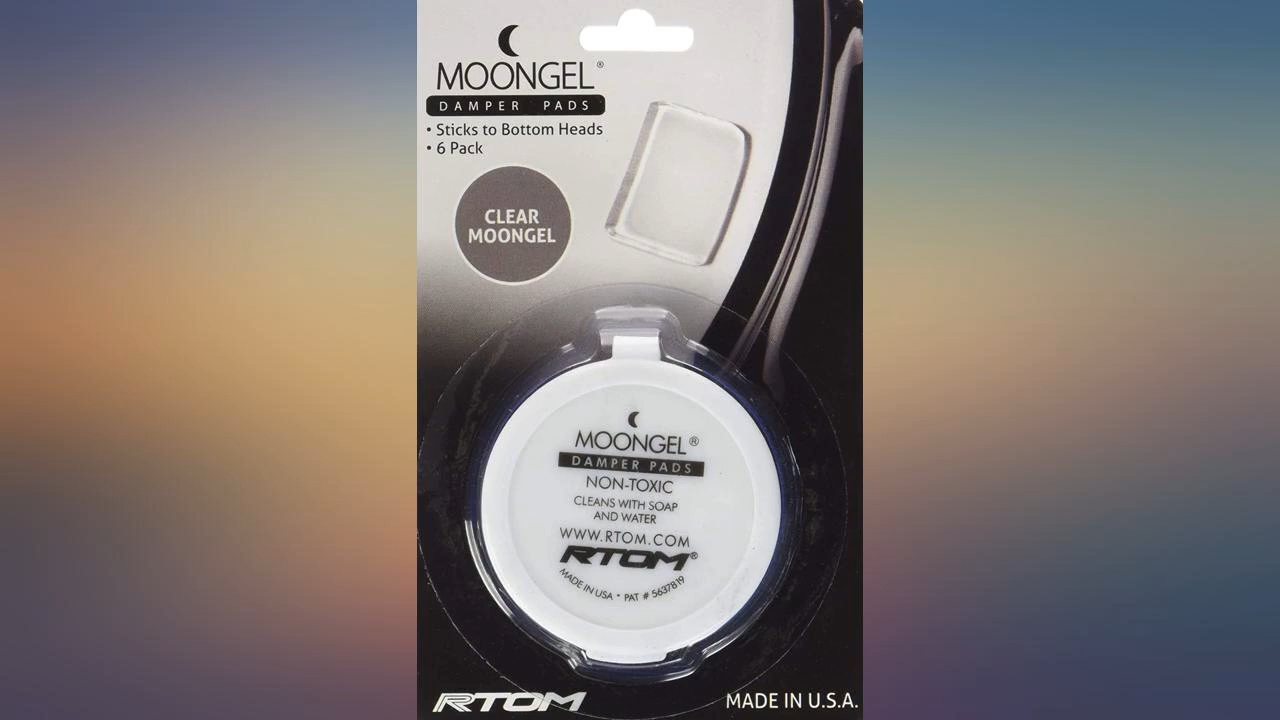 MOONGEL®
DAMPER PADS
• Sticks to Bottom Heads
• 6 Pack
CLEAR
MOONGEL
MOONGEL®
DAMPER PADS
NON-TOXIC
CLEANS WITH SOAP
AND WATER
WWW.RTOM.COM
RTOM®
MADE IN USA • PAT # 5637819
RTOM
MADE IN U.S.A.